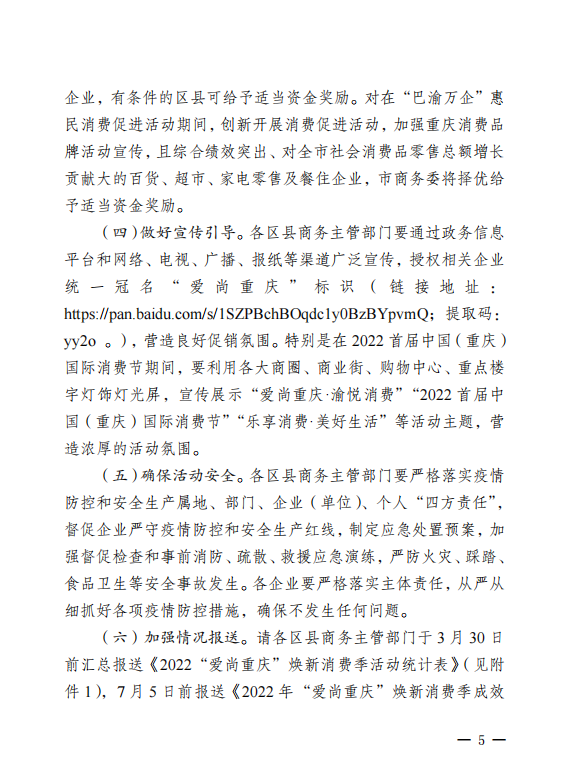 企业，有条件的区县可给予适当资金奖励。对在“巴渝万企”惠
民消费促进活动期间，创新开展消费促进活动，加强重庆消费品
牌活动宣传，且综合绩效突出、对全市社会消费品零售总额增长
贡献大的百货、超市、家电零售及餐住企业，市商务委将择优给
予适当资金奖励。
（四）做好宣传引导。各区县商务主管部门要通过政务信息
平台和网络、电视、广播、报纸等渠道广泛宣传，授权相关企业
统一冠名“爱尚重庆”标识（链接地址：
https://pan.baidu.com/s/1SZPBchBOqdc1y0BzBYpvmQ；提取码：
yy2o 。），营造良好促销氛围。特别是在 2022 首届中国（重庆）
国际消费节期间，要利用各大商圈、商业街、购物中心、重点楼
宇灯饰灯光屏，宣传展示“爱尚重庆·渝悦消费”“2022 首届中
国（重庆）国际消费节”“乐享消费·美好生活”等活动主题，营
造浓厚的活动氛围。
（五）确保活动安全。各区县商务主管部门要严格落实疫情
防控和安全生产属地、部门、企业（单位）、个人“四方责任”，
督促企业严守疫情防控和安全生产红线，制定应急处置预案，加
强督促检查和事前消防、疏散、救援应急演练，严防火灾、踩踏、
食品卫生等安全事故发生。各企业要严格落实主体责任，从严从
细抓好各项疫情防控措施，确保不发生任何问题。
（六）加强情况报送。请各区县商务主管部门于 3 月 30 日
前汇总报送《2022“爱尚重庆”焕新消费季活动统计表》（见附
件 1），7 月 5 日前报送《2022 年“爱尚重庆”焕新消费季成效
— 5 —